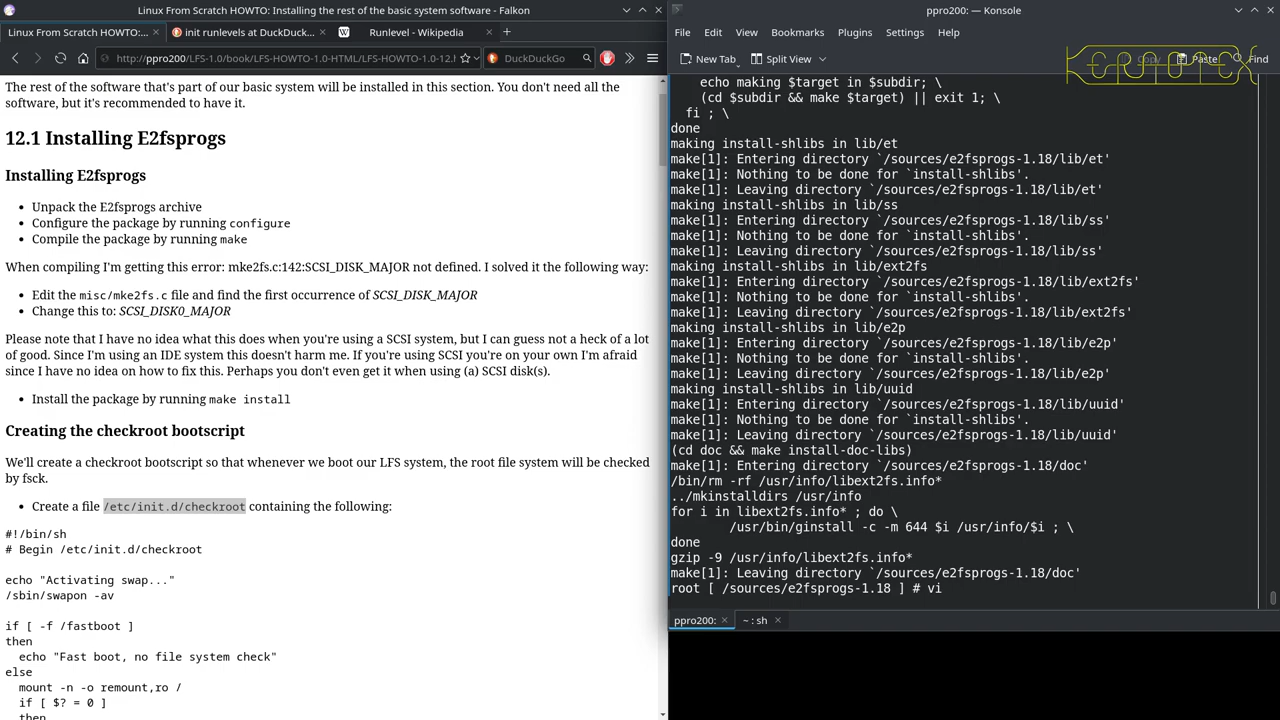 Linux From Scratch HOWTO: Installing the rest of the basic system software - Falkon
Linux From Scratch HOWTO:...
init runlevels at DuckDuc...
Runlevel - Wikipedia
http://ppro200/LFS-1.0/book/LFS-HOWTO-1.0-HTML/LFS-HOWTO-1.0-12.h
DuckDuckGo
The rest of the software that's part of our basic system will be installed in this section. You don't need all the
software, but it's recommended to have it.
12.1 Installing E2fsprogs
Installing E2fsprogs
Unpack the E2fsprogs archive
Configure the package by running configure
Compile the package by running make
When compiling I'm getting this error: mke2fs.c:142:SCSI_DISK_MAJOR not defined. I solved it the following way:
Edit the misc/mke2fs.c file and find the first occurrence of SCSI_DISK_MAJOR
Change this to: SCSI_DISK0_MAJOR
Please note that I have no idea what this does when you're using a SCSI system, but I can guess not a heck of a lot
of good. Since I'm using an IDE system this doesn't harm me. If you're using SCSI you're on your own I'm afraid
since I have no idea on how to fix this. Perhaps you don't even get it when using (a) SCSI disk(s).
Install the package by running make install
Creating the checkroot bootscript
We'll create a checkroot bootscript so that whenever we boot our LFS system, the root file system will be checked
by fsck.
Create a file /etc/init.d/checkroot containing the following:
#!/bin/sh
# Begin /etc/init.d/checkroot
echo "Activating swap..."
/sbin/swapon -av
if [ -f /fastboot ]
then
echo "Fast boot, no file system check"
else
mount -n -o remount,ro /
if [ $? = 0 ]
then
ppro200: — Konsole
File Edit View Bookmarks Plugins Settings Help
New Tab Split View Copy Paste Find
echo making $target in $subdir; \
(cd $subdir && make $target) || exit 1; \
fi ; \
done
making install-shlibs in lib/et
make[1]: Entering directory `/sources/e2fsprogs-1.18/lib/et'
make[1]: Nothing to be done for `install-shlibs'.
make[1]: Leaving directory `/sources/e2fsprogs-1.18/lib/et'
making install-shlibs in lib/ss
make[1]: Entering directory `/sources/e2fsprogs-1.18/lib/ss'
make[1]: Nothing to be done for `install-shlibs'.
make[1]: Leaving directory `/sources/e2fsprogs-1.18/lib/ss'
making install-shlibs in lib/ext2fs
make[1]: Entering directory `/sources/e2fsprogs-1.18/lib/ext2fs'
make[1]: Nothing to be done for `install-shlibs'.
make[1]: Leaving directory `/sources/e2fsprogs-1.18/lib/ext2fs'
making install-shlibs in lib/e2p
make[1]: Entering directory `/sources/e2fsprogs-1.18/lib/e2p'
make[1]: Nothing to be done for `install-shlibs'.
make[1]: Leaving directory `/sources/e2fsprogs-1.18/lib/e2p'
making install-shlibs in lib/uuid
make[1]: Entering directory `/sources/e2fsprogs-1.18/lib/uuid'
make[1]: Nothing to be done for `install-shlibs'.
make[1]: Leaving directory `/sources/e2fsprogs-1.18/lib/uuid'
(cd doc && make install-doc-libs)
make[1]: Entering directory `/sources/e2fsprogs-1.18/doc'
/bin/rm -rf /usr/info/libext2fs.info*
../mkinstalldirs /usr/info
for i in libext2fs.info* ; do \
/usr/bin/ginstall -c -m 644 $i /usr/info/$i ; \
done
gzip -9 /usr/info/libext2fs.info*
make[1]: Leaving directory `/sources/e2fsprogs-1.18/doc'
root [ /sources/e2fsprogs-1.18 ] # vi
ppro200:
~ : sh